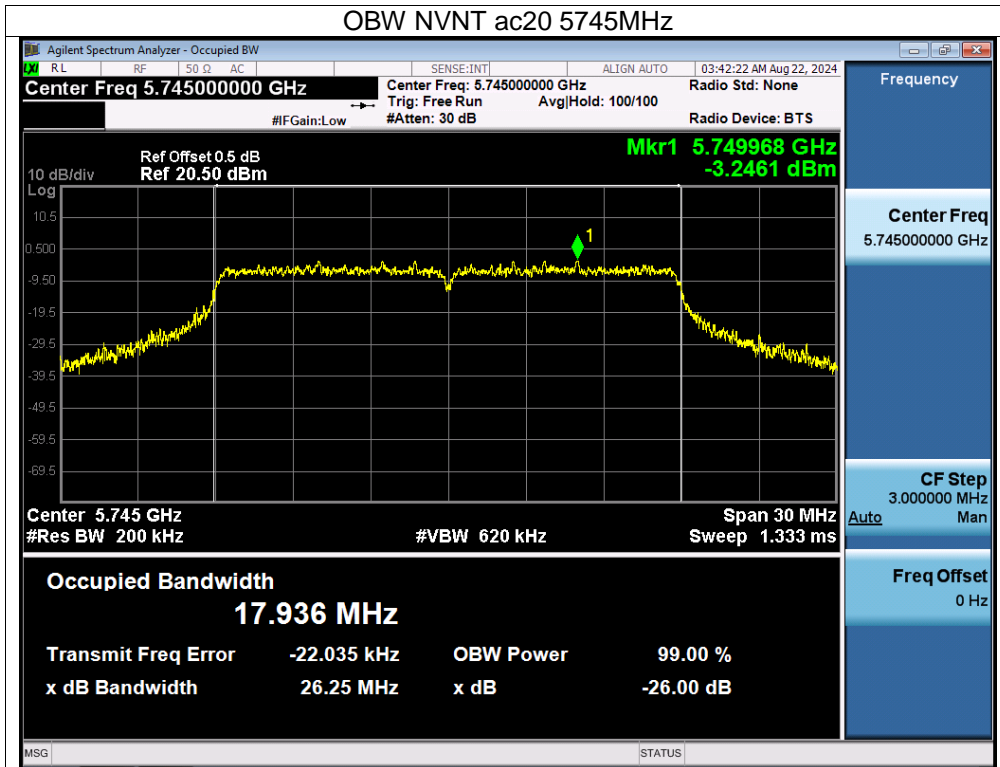 OBW NVNT ac20 5745MHz
Agilent Spectrum Analyzer - Occupied BW
LXI RL RF 50 Ω AC SENSE:INT ALIGN AUTO 03:42:22 AM Aug 22, 2024
Center Freq 5.745000000 GHz
Center Freq: 5.745000000 GHz
Radio Std: None
Trig: Free Run Avg|Hold: 100/100
#IFGain:Low
#Atten: 30 dB
Radio Device: BTS
Frequency
Ref Offset 0.5 dB
Ref 20.50 dBm
10 dB/div
Log
Mkr1 5.749968 GHz
-3.2461 dBm
10.5
0.500
-9.50
-19.5
-29.5
-39.5
-49.5
-59.5
-69.5
1
Center 5.745 GHz
Span 30 MHz
#Res BW 200 kHz
#VBW 620 kHz
Sweep 1.333 ms
Center Freq
5.745000000 GHz
CF Step
3.000000 MHz
Auto Man
Freq Offset
0 Hz
Occupied Bandwidth
17.936 MHz
Transmit Freq Error -22.035 kHz OBW Power 99.00 %
x dB Bandwidth 26.25 MHz x dB -26.00 dB
MSG STATUS